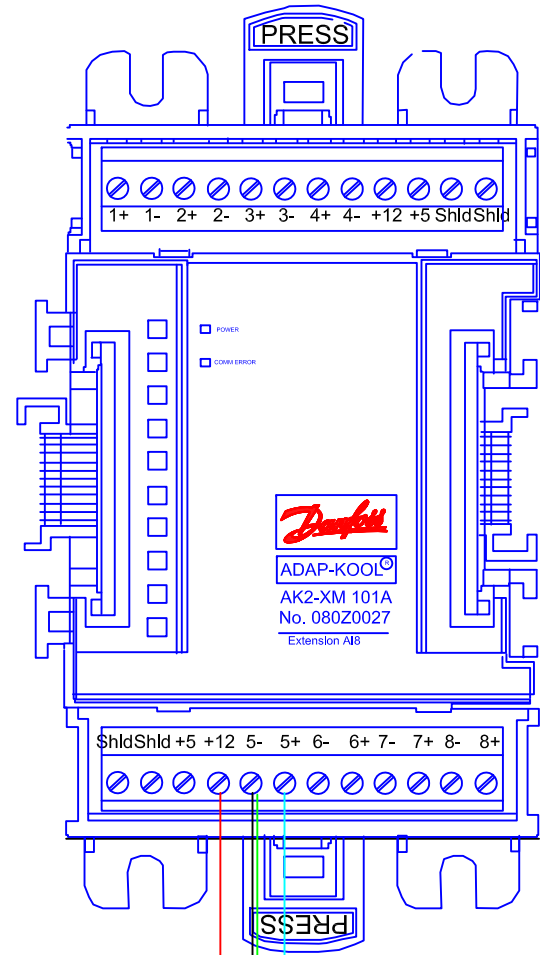 PRESS
1+ 1- 2+ 2- 3+ 3- 4+ 4- +12 +5 Shld Shld
POWER
COMM ERROR
Danfoss
ADAP-KOOL®
AK2-XM 101A
No. 080Z0027
Extension AI8
Shld Shld +5 +12 5- 5+ 6- 6+ 7- 7+ 8- 8+
PRESS